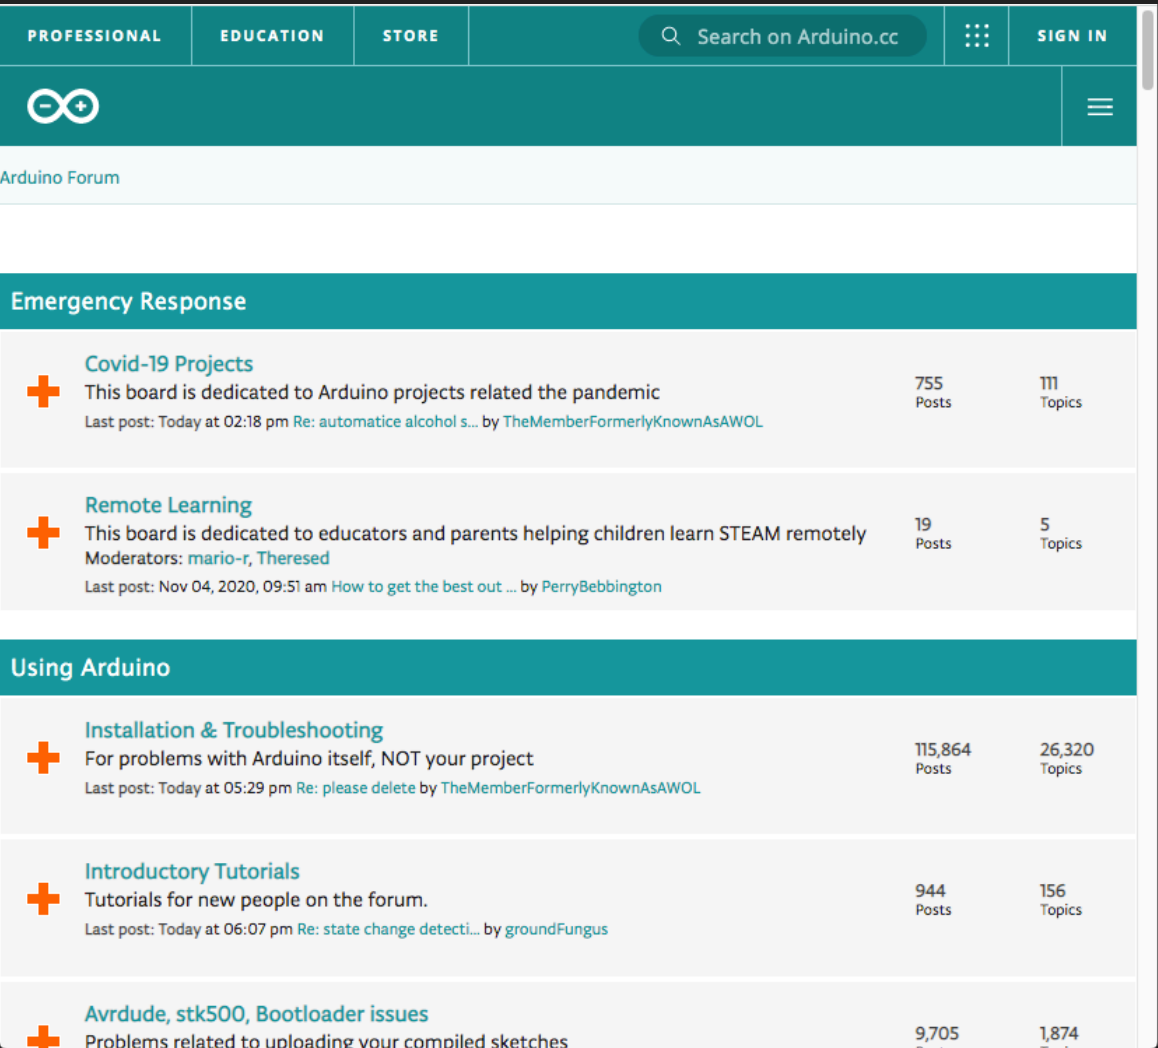 PROFESSIONAL EDUCATION STORE Search on Arduino.cc SIGN IN
Arduino Forum
Emergency Response
Covid-19 Projects
This board is dedicated to Arduino projects related the pandemic
Last post: Today at 02:18 pm Re: automatice alcohol s... by TheMemberFormerlyKnownAsAWOL
755 Posts
111 Topics
Remote Learning
This board is dedicated to educators and parents helping children learn STEAM remotely
Moderators: mario-r, Theresed
Last post: Nov 04, 2020, 09:51 am How to get the best out ... by PerryBebbington
19 Posts
5 Topics
Using Arduino
Installation & Troubleshooting
For problems with Arduino itself, NOT your project
Last post: Today at 05:29 pm Re: please delete by TheMemberFormerlyKnownAsAWOL
115,864 Posts
26,320 Topics
Introductory Tutorials
Tutorials for new people on the forum.
Last post: Today at 06:07 pm Re: state change detecti... by groundFungus
944 Posts
156 Topics
Avrdude, stk500, Bootloader issues
Problems related to uploading your compiled sketches
9,705
1,874